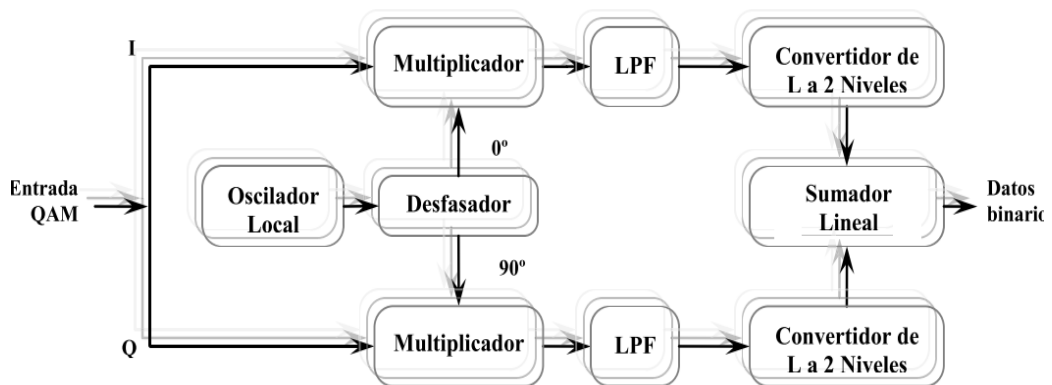 I
Multiplicador
LPF
Convertidor de
L a 2 Niveles
0º
Entrada
QAM
Oscilador
Local
Desfasador
Sumador
Lineal
Datos
binario
90º
Q
Multiplicador
LPF
Convertidor de
L a 2 Niveles